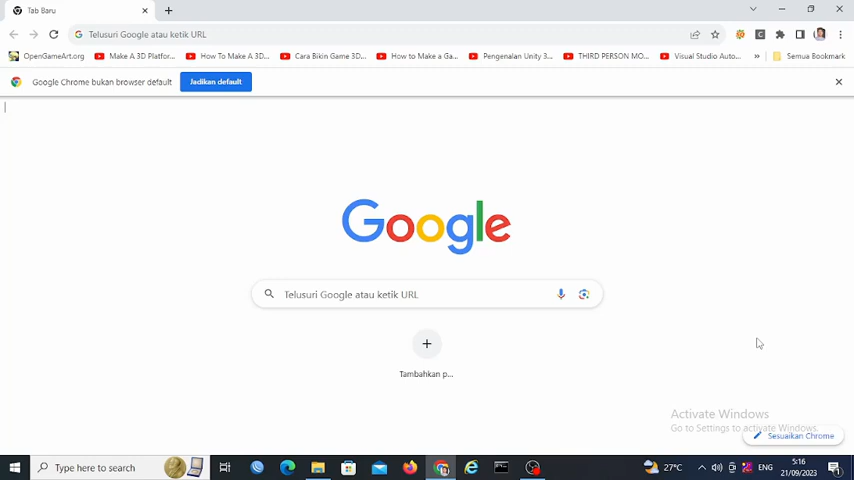 Tab Baru
Telusuri Google atau ketik URL
OpenGameArt.org
Make A 3D Platfor...
How To Make A 3D...
Cara Bikin Game 3D...
How to Make a Ga...
Pengenalan Unity 3...
THIRD PERSON MO...
Visual Studio Auto...
Semua Bookmark
Google Chrome bukan browser default
Jadikan default
Google
Telusuri Google atau ketik URL
Tambahkan p...
Activate Windows
Go to Settings to activate Windows.
Sesuaikan Chrome
Type here to search
27°C
ENG
5:16
21/09/2023
1